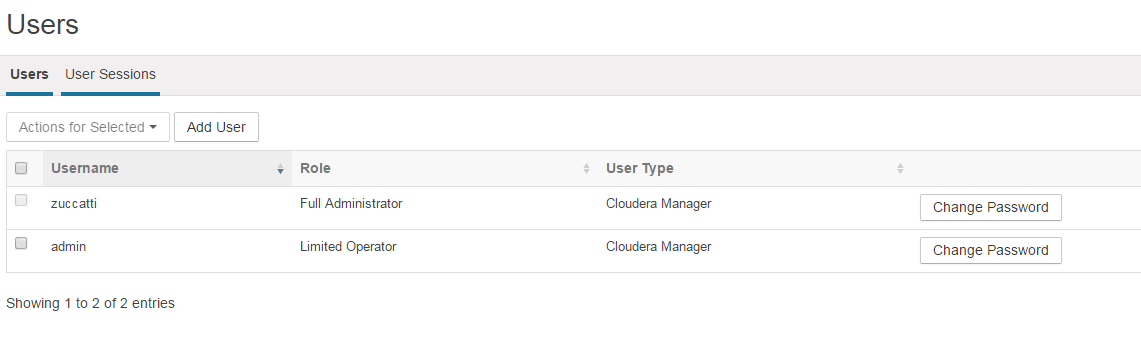 Users
Users User Sessions
Actions for Selected Add User
Username Role User Type
zuccatti Full Administrator Cloudera Manager Change Password
admin Limited Operator Cloudera Manager Change Password
Showing 1 to 2 of 2 entries